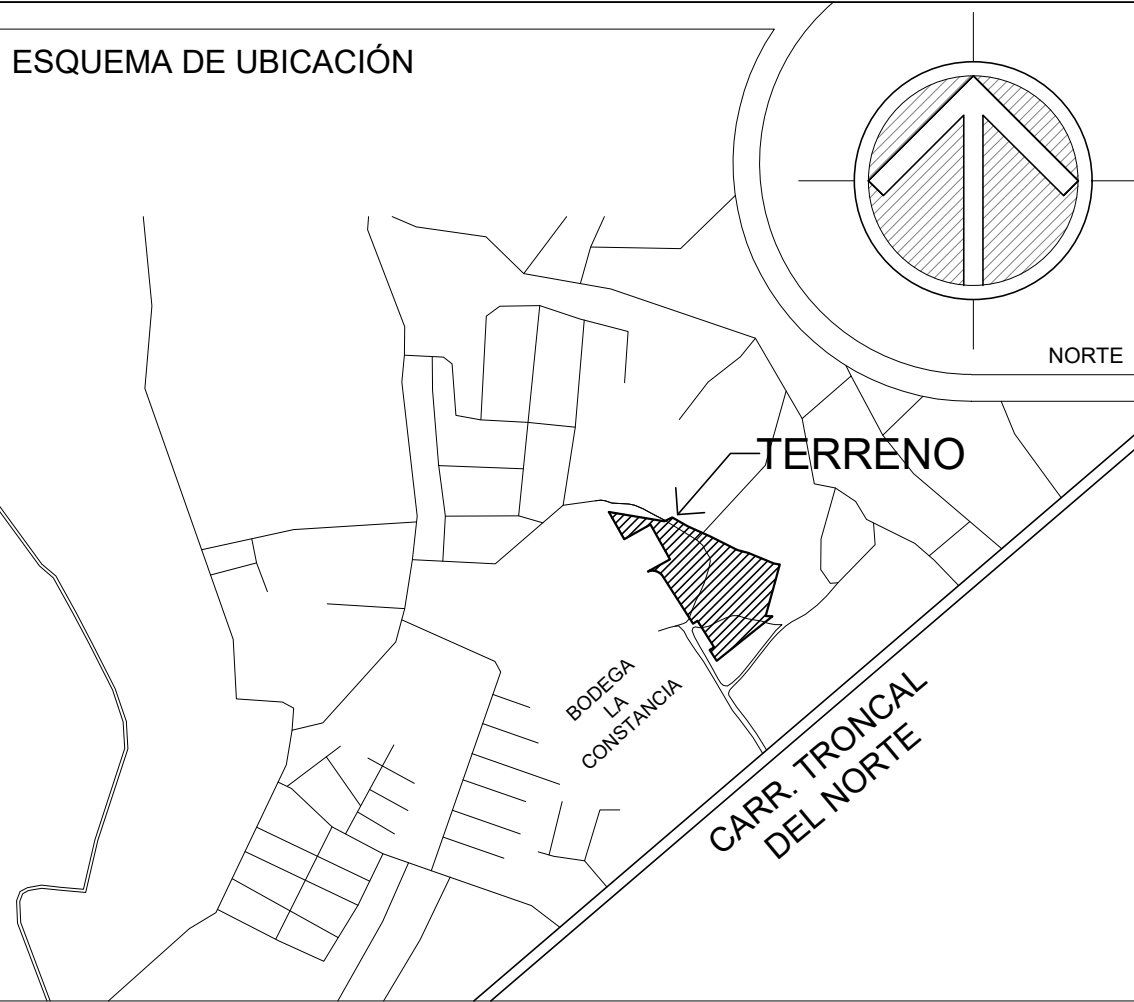 ESQUEMA DE UBICACIÓN
NORTE
TERRENO
BODEGA
LA
CONSTANCIA
CARR. TRONCAL
DEL NORTE